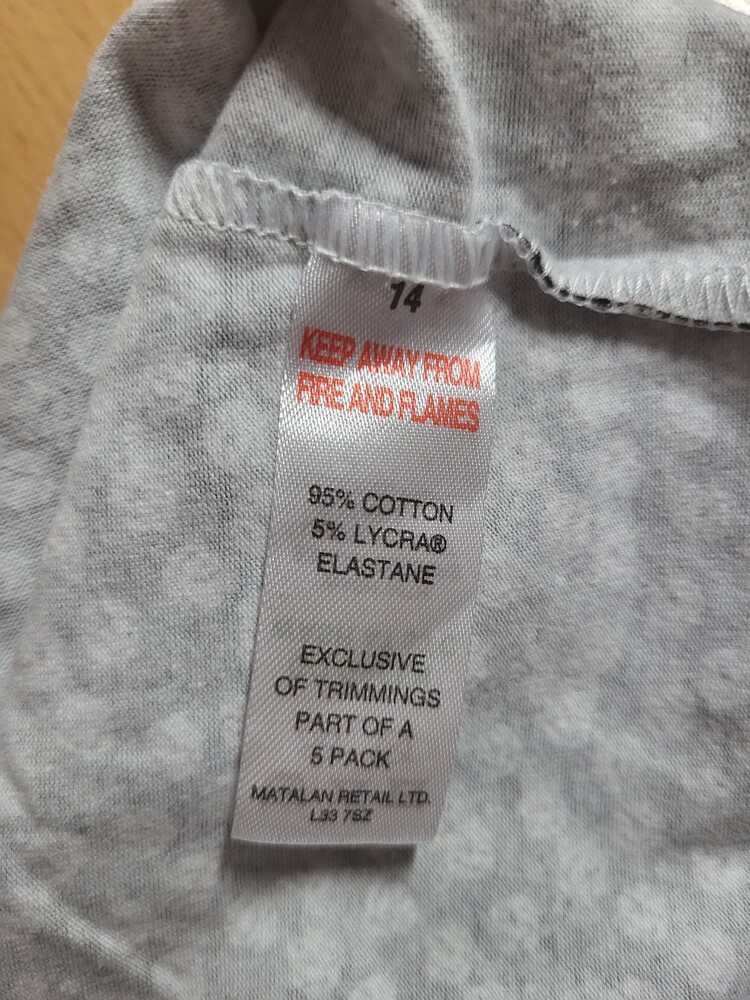 14
KEEP AWAY FROM
FIRE AND FLAMES
95% COTTON
5% LYCRA®
ELASTANE
EXCLUSIVE
OF TRIMMINGS
PART OF A
5 PACK
MATALAN RETAIL LTD.
L33 7SZ